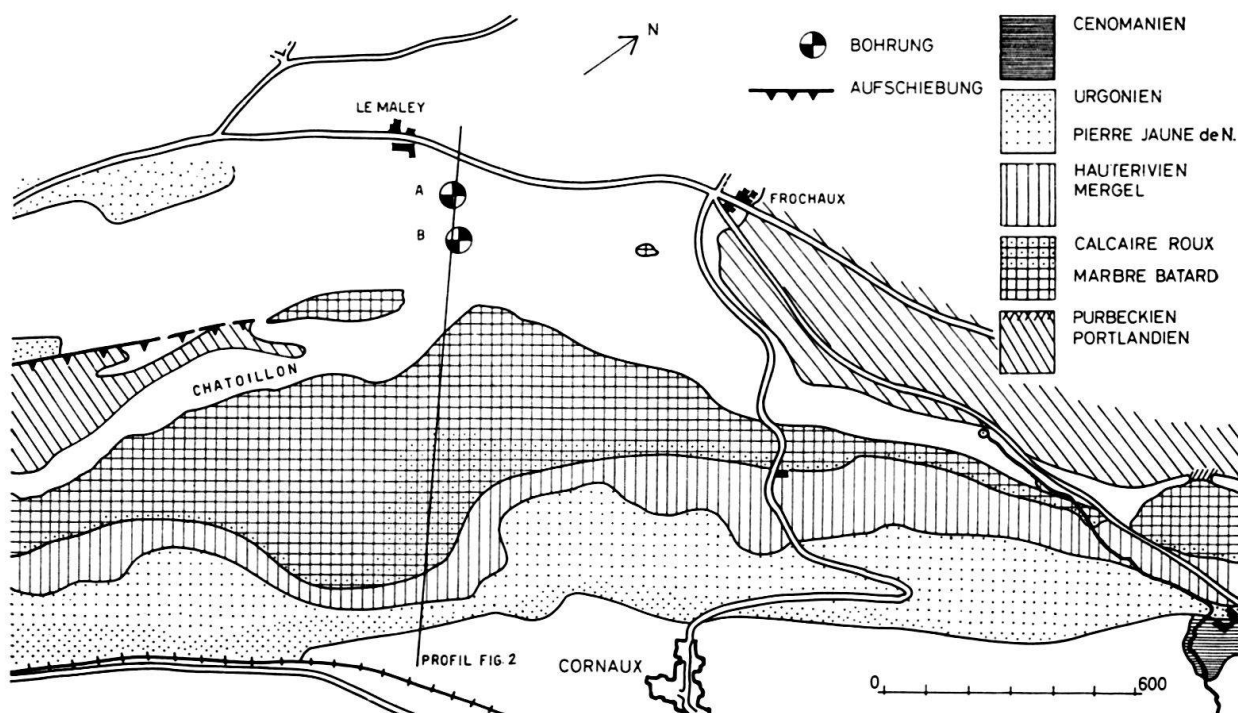 N
BOHRUNG
AUFSCHIEBUNG
CENOMANIEN
URGONIEN
PIERRE JAUNE de N.
HAUTERIVIEN
MERGEL
CALCAIRE ROUX
MARBRE BATARD
PURBECKIEN
PORTLANDIEN
LE MALEY
A
B
FROCHAUX
CHATOILLON
PROFIL FIG. 2
CORNAUX
0
600